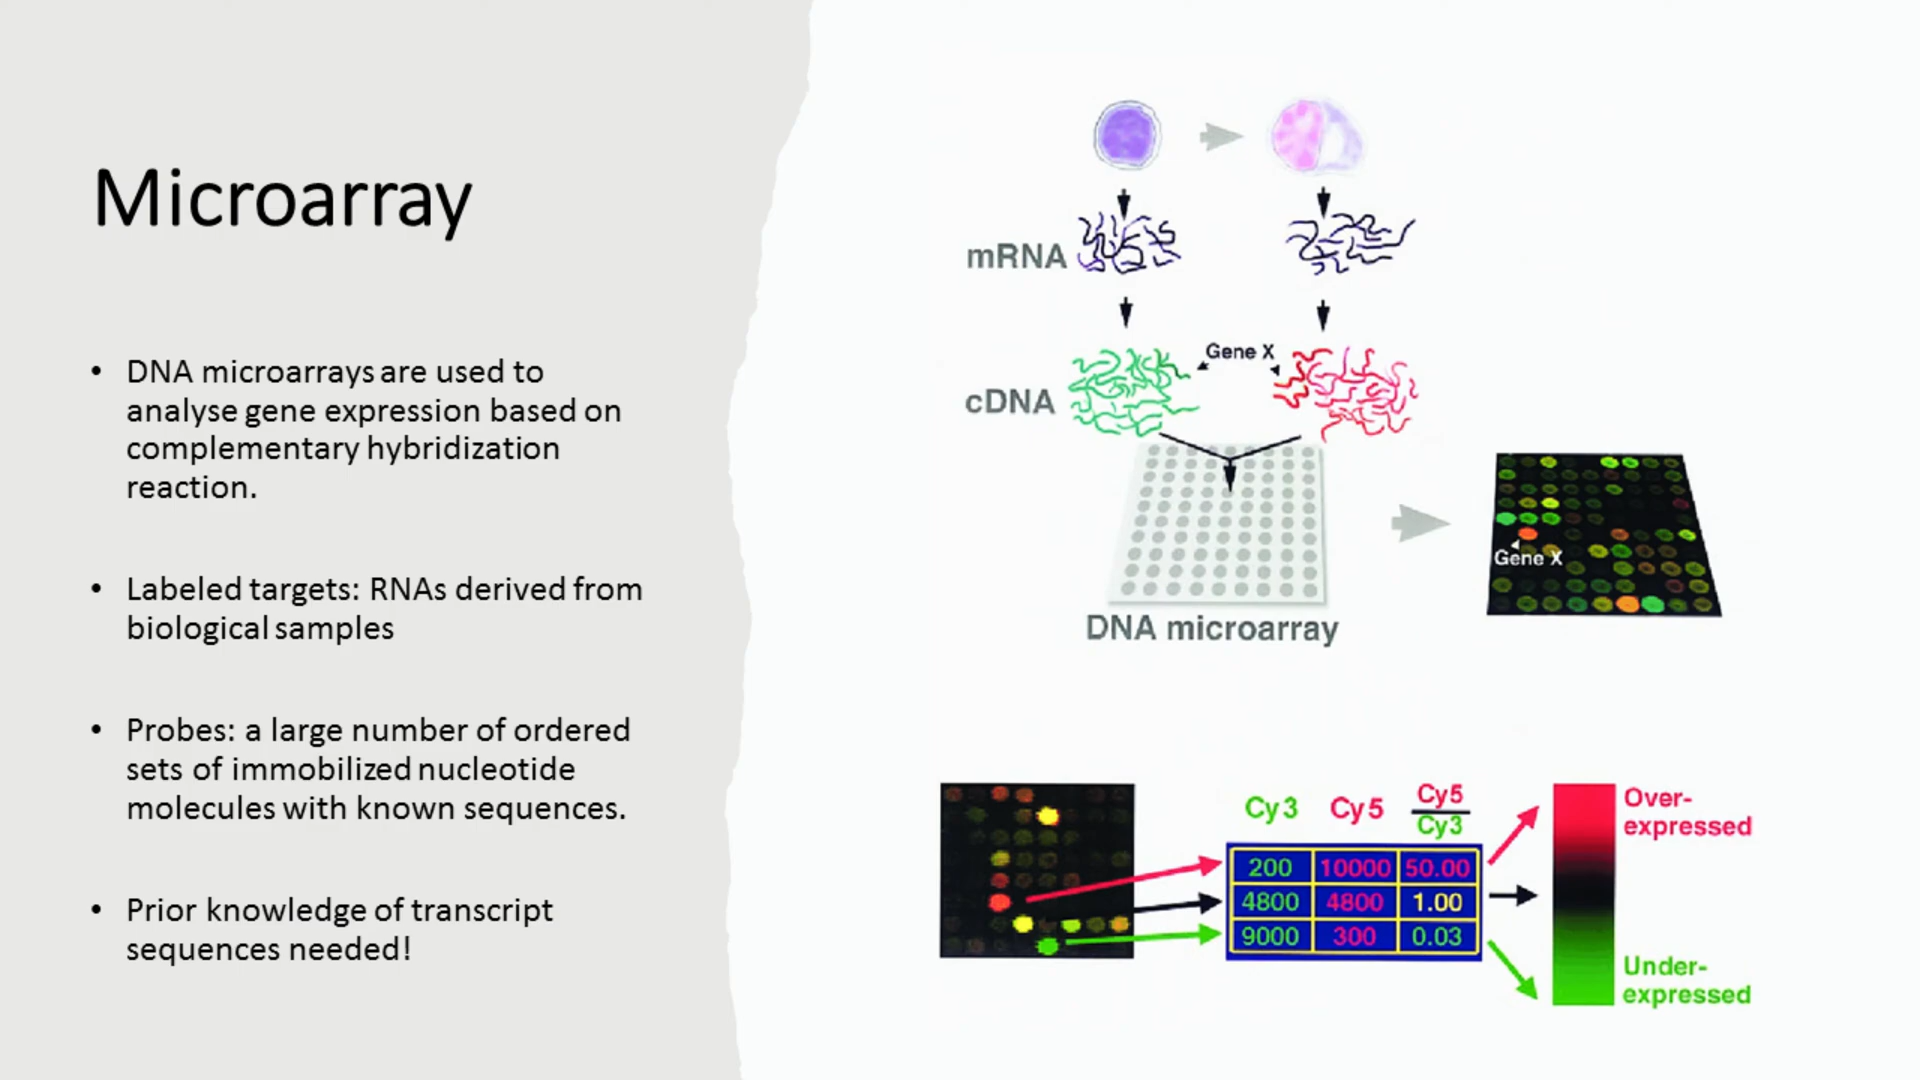 Microarray
• DNA microarrays are used to
analyse gene expression based on
complementary hybridization
reaction.
• Labeled targets: RNAs derived from
biological samples
• Probes: a large number of ordered
sets of immobilized nucleotide
molecules with known sequences.
• Prior knowledge of transcript
sequences needed!
mRNA
Gene X
cDNA
DNA microarray
Gene X
Cy3 Cy5 Cy5
Cy3
200 10000 50.00
4800 4800 1.00
9000 300 0.03
Over-
expressed
Under-
expressed